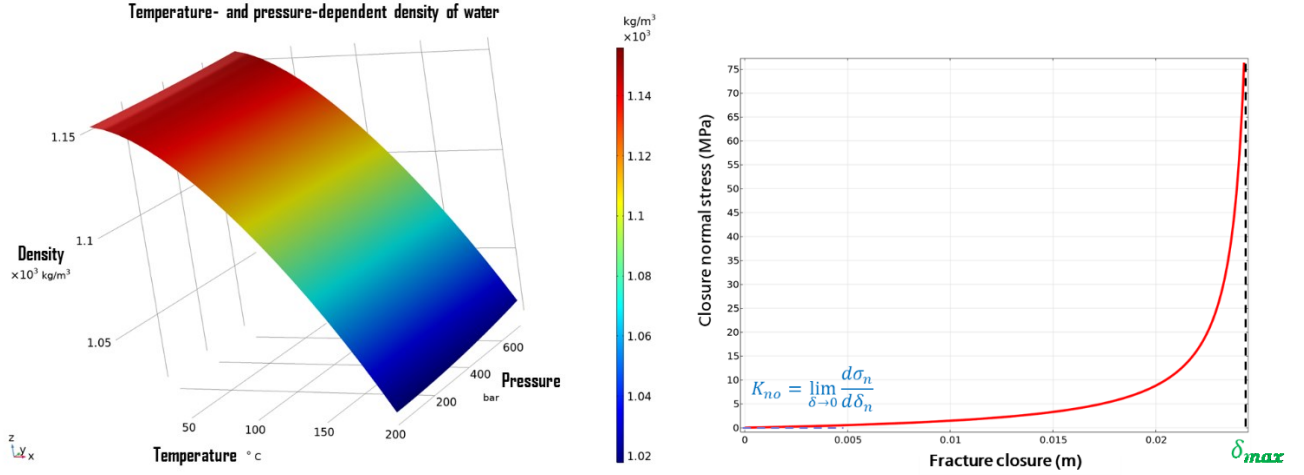 Temperature- and pressure-dependent density of water
kg/m³
×10³
1.15
1.1
1.05
Density
×10³ kg/m³
50
100
150
200
Temperature °C
200
400
600
Pressure
bar
z
y
x
1.14
1.12
1.1
1.08
1.06
1.04
1.02
Closure normal stress (MPa)
75
70
65
60
55
50
45
40
35
30
25
20
15
10
5
0
K_{no} = lim_{δ→0} dσ_n/dδ_n
0
0.005
0.01
0.015
0.02
δ_{max}
Fracture closure (m)